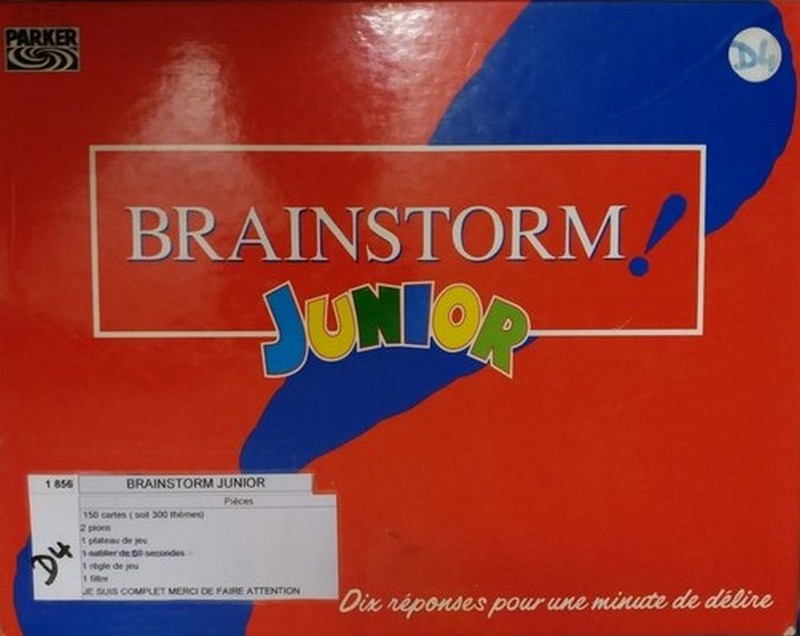 PARKER
D4
BRAINSTORM!
JUNIOR
1 856
BRAINSTORM JUNIOR
Pièces
150 cartes ( soit 300 thèmes)
2 pions
1 plateau de jeu
1 sablier de 60 secondes
1 règle de jeu
1 filter
JE SUIS COMPLET MERCI DE FAIRE ATTENTION
D4
Dix réponses pour une minute de délire